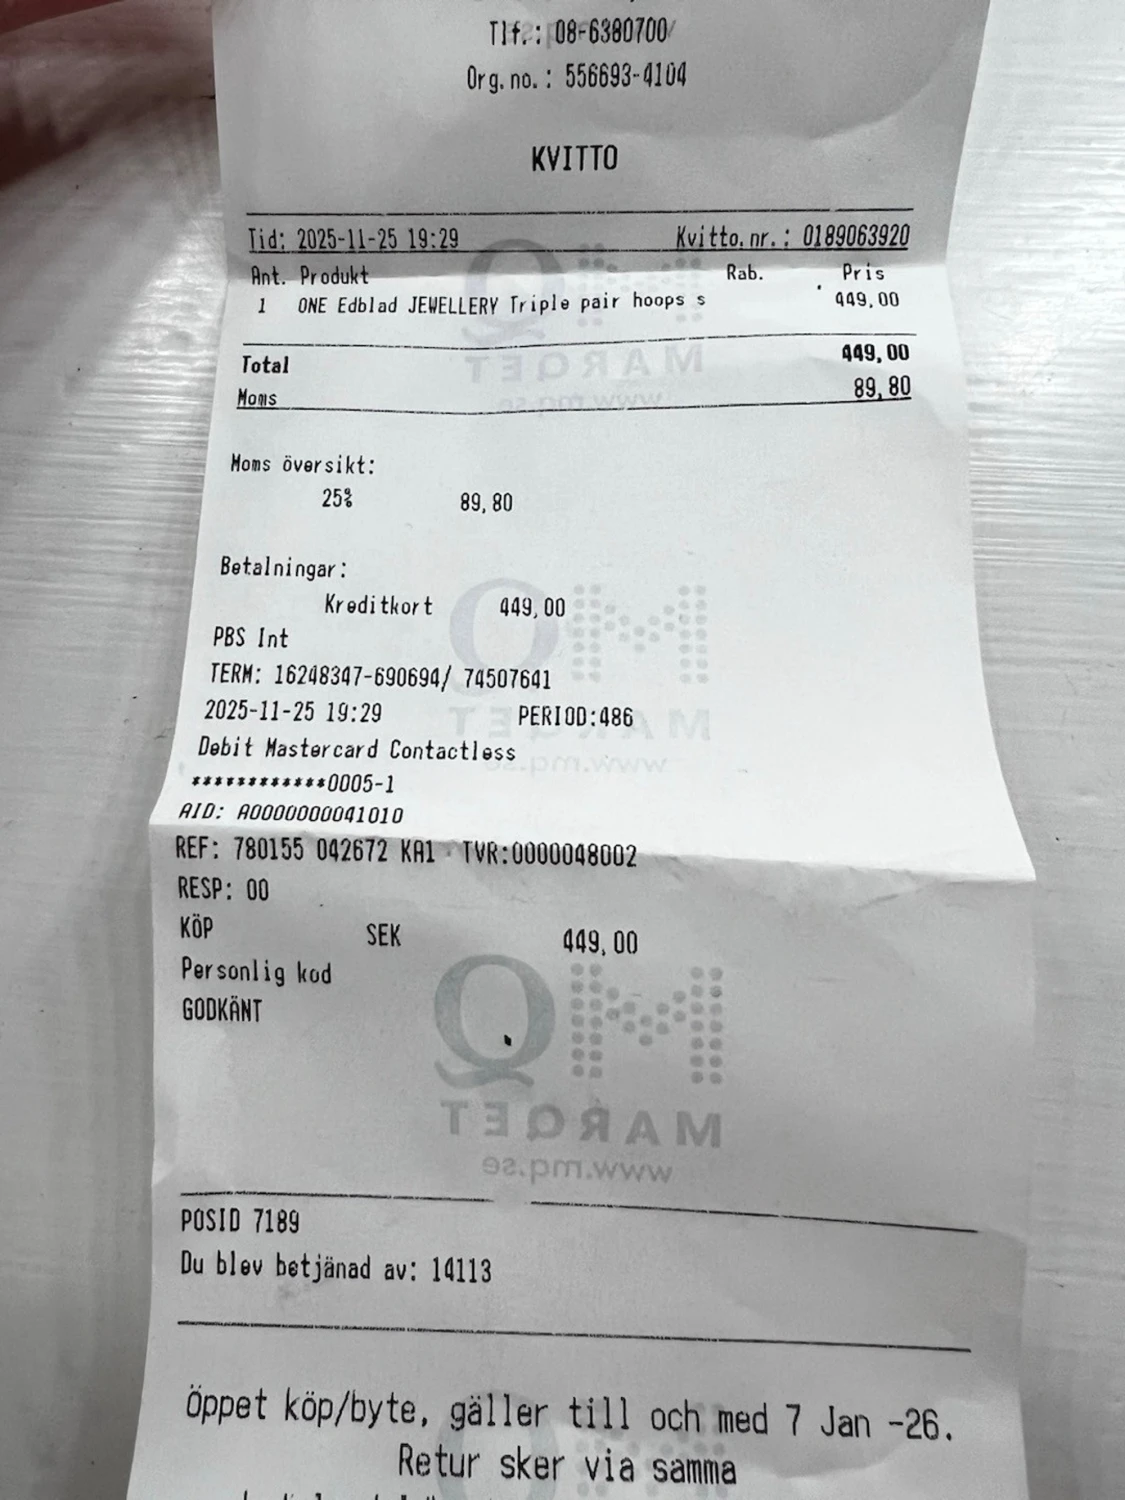 Tlf.: 08-6380700
Org.no.: 556693-4104
KVITTO
Tid: 2025-11-25 19:29 Kvitto.nr.: 0189063920
Ant. Produkt Rab. Pris
1 ONE Edblad JEWELLERY Triple pair hoops s 449,00
Total 449,00
Moms 89,80
Moms översikt:
25% 89,80
Betalningar:
Kreditkort 449,00
PBS Int
TERM: 16248347-690694/ 74507641
2025-11-25 19:29 PERIOD:486
Debit Mastercard Contactless
************0005-1
AID: A0000000041010
REF: 780155 042672 KA1 TVR:0000048002
RESP: 00
KÖP SEK 449,00
Personlig kod
GODKÄNT
MQ
MARQET
www.mq.se
POSID 7189
Du blev betjänad av: 14113
Öppet köp/byte, gäller till och med 7 Jan -26.
Retur sker via samma